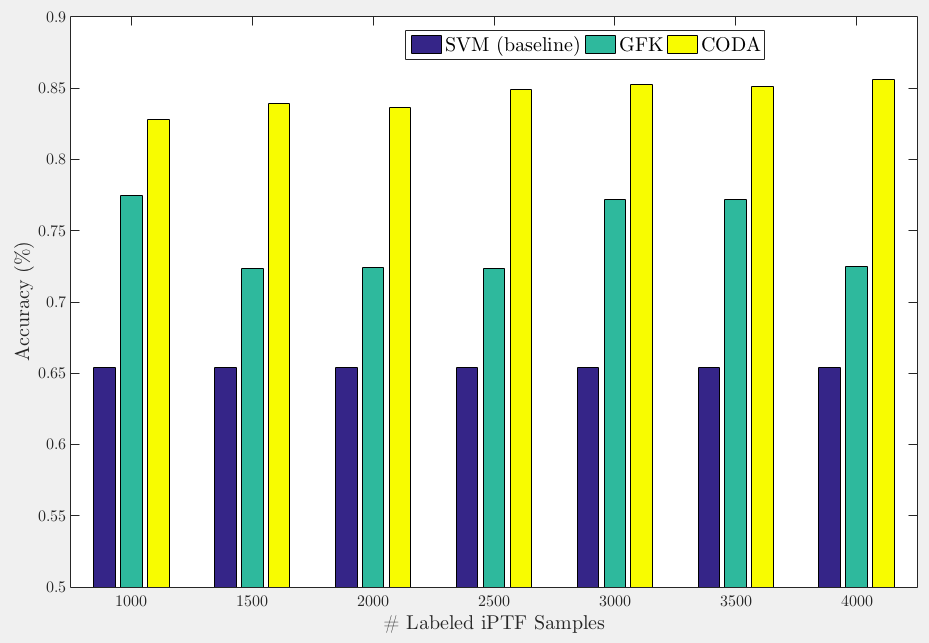 0.9
SVM (baseline) GFK CODA
0.85
0.8
0.75
0.7
0.65
0.6
0.55
0.5
Accuracy (%)
1000 1500 2000 2500 3000 3500 4000
# Labeled iPTF Samples